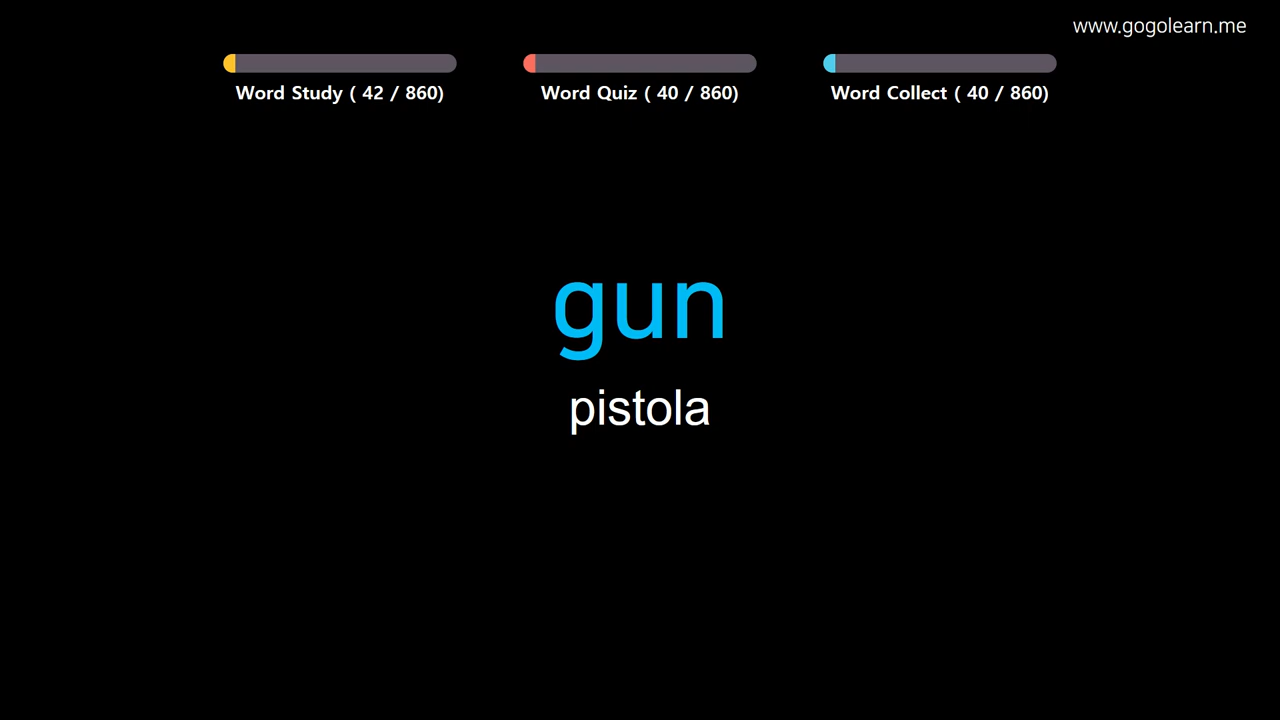 www.gogolearn.me
Word Study ( 42 / 860)
Word Quiz ( 40 / 860)
Word Collect ( 40 / 860)
gun
pistola